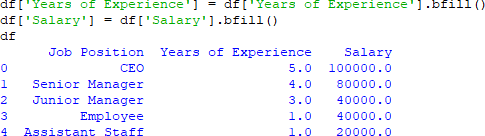 df['Years of Experience'] = df['Years of Experience'].bfill()
df['Salary'] = df['Salary'].bfill()
df
Job Position Years of Experience Salary
0 CEO 5.0 100000.0
1 Senior Manager 4.0 80000.0
2 Junior Manager 3.0 40000.0
3 Employee 1.0 40000.0
4 Assistant Staff 1.0 20000.0